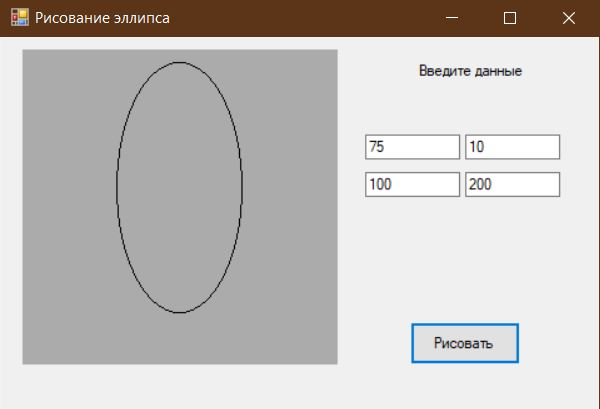 Рисование эллипса
Введите данные
75 10
100 200
Рисовать